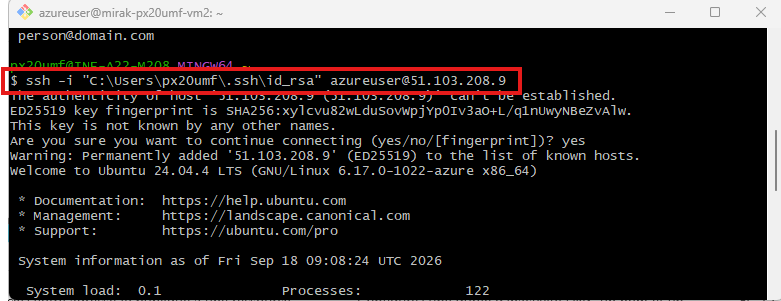 azureuser@mirak-px20umf-vm2: ~
person@domain.com
px20umf@INF-A22-M208 MINGW64 ~
$ ssh -i "C:\Users\px20umf\.ssh\id_rsa" azureuser@51.103.208.9
The authenticity of host '51.103.208.9 (51.103.208.9)' can't be established.
ED25519 key fingerprint is SHA256:xylcvu82wLduSovWpjYpOIv3aO+L/q1nUwyNBeZvAlw.
This key is not known by any other names.
Are you sure you want to continue connecting (yes/no/[fingerprint])? yes
Warning: Permanently added '51.103.208.9' (ED25519) to the list of known hosts.
Welcome to Ubuntu 24.04.4 LTS (GNU/Linux 6.17.0-1022-azure x86_64)
* Documentation: https://help.ubuntu.com
* Management: https://landscape.canonical.com
* Support: https://ubuntu.com/pro
System information as of Fri Sep 18 09:08:24 UTC 2026
System load: 0.1 Processes: 122